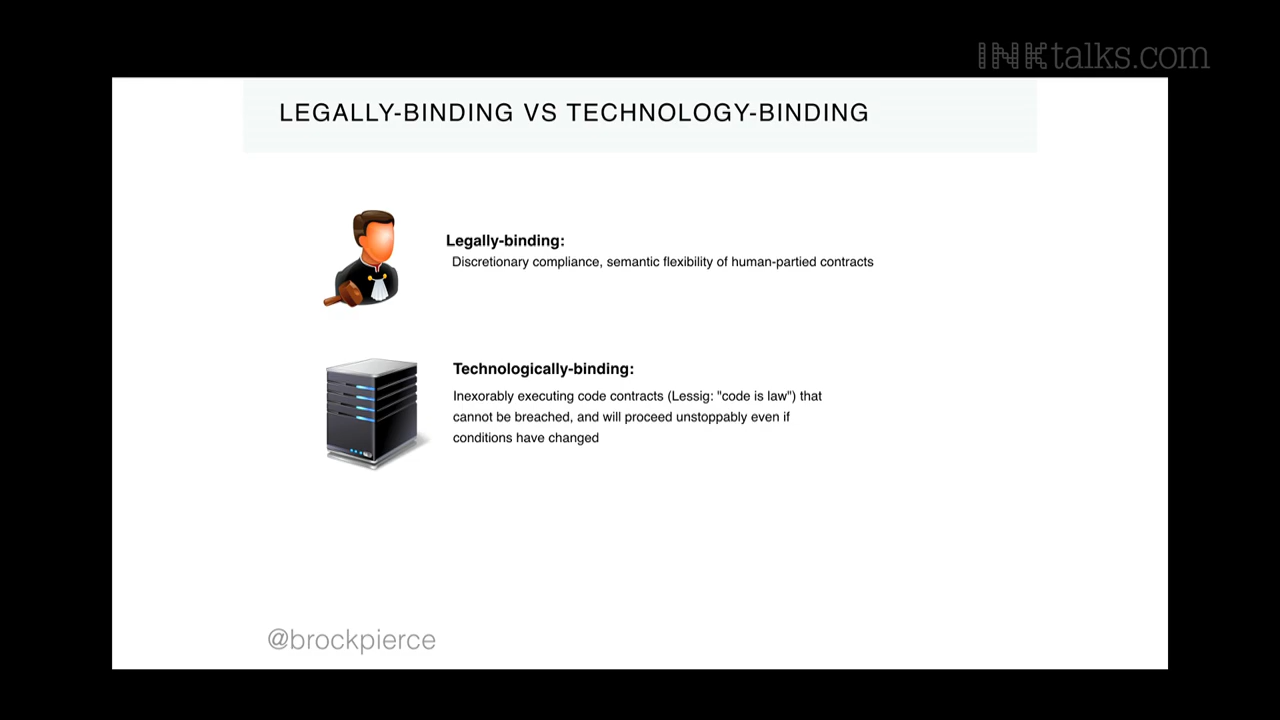 INKtalks.com
LEGALLY-BINDING VS TECHNOLOGY-BINDING
Legally-binding:
Discretionary compliance, semantic flexibility of human-partied contracts
Technologically-binding:
Inexorably executing code contracts (Lessig: "code is law") that
cannot be breached, and will proceed unstoppably even if
conditions have changed
@brockpierce